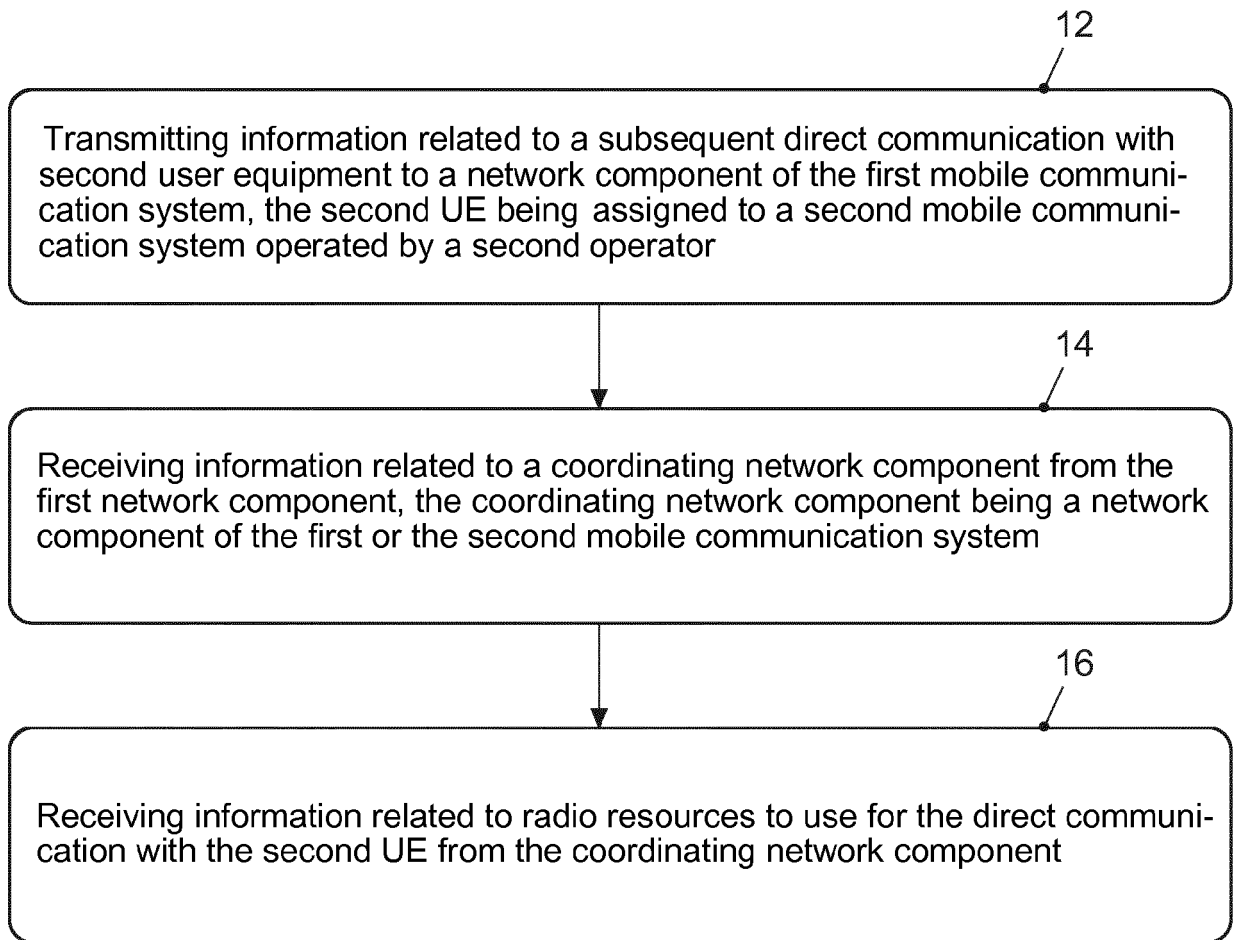 12
Transmitting information related to a subsequent direct communication with
second user equipment to a network component of the first mobile communi-
cation system, the second UE being assigned to a second mobile communi-
cation system operated by a second operator
14
Receiving information related to a coordinating network component from the
first network component, the coordinating network component being a network
component of the first or the second mobile communication system
16
Receiving information related to radio resources to use for the direct communi-
cation with the second UE from the coordinating network component